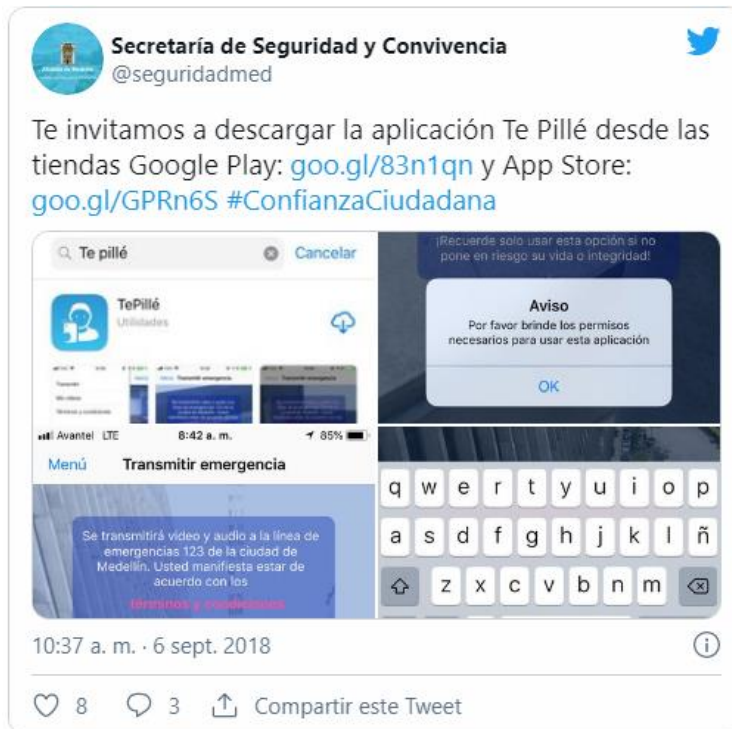 Secretaría de Seguridad y Convivencia
@seguridadmed
Te invitamos a descargar la aplicación Te Pillé desde las
tiendas Google Play: goo.gl/83n1qn y App Store:
goo.gl/GPRn6S #ConfianzaCiudadana
Te pillé
Cancelar
TePillé
Utilidades
Avantel LTE 8:42 a. m. 85%
Menú Transmitir emergencia
Se transmitirá video y audio a la línea de
emergencias 123 de la ciudad de
Medellín. Usted manifiesta estar de
acuerdo con los
términos y condiciones
¡Recuerde solo usar esta opción si no
pone en riesgo su vida o integridad!
Aviso
Por favor brinde los permisos
necesarios para usar esta aplicación
OK
q w e r t y u i o p
a s d f g h j k l ñ
z x c v b n m
10:37 a. m. · 6 sept. 2018
8 3 Compartir este Tweet